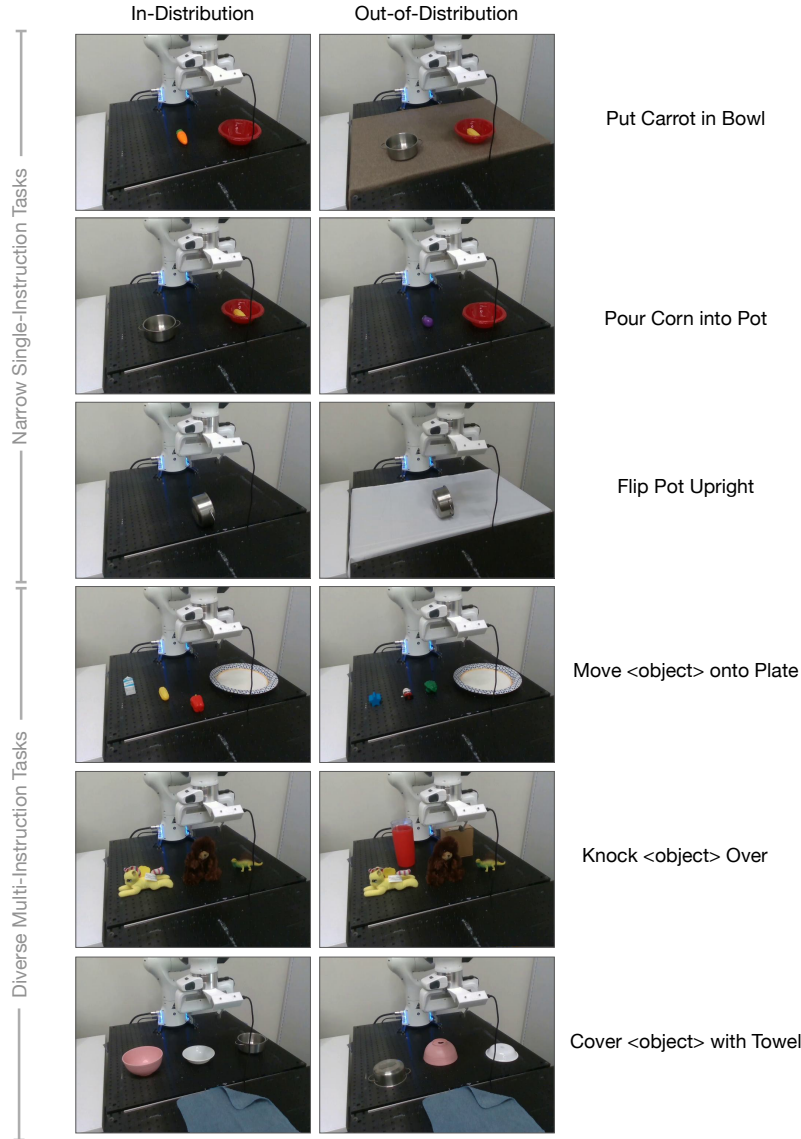 In-Distribution
Out-of-Distribution
Narrow Single-Instruction Tasks
Put Carrot in Bowl
Pour Corn into Pot
Flip Pot Upright
Diverse Multi-Instruction Tasks
Move <object> onto Plate
Knock <object> Over
Cover <object> with Towel